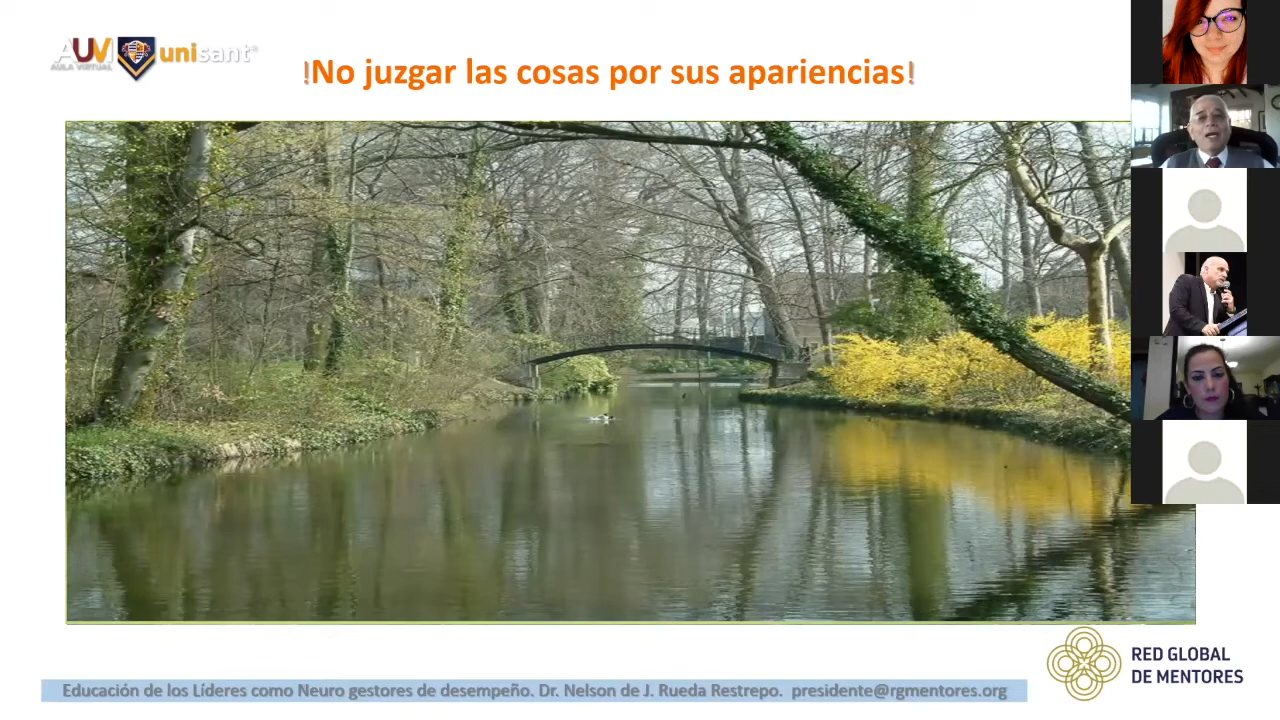 AUVI
AULA VIRTUAL
unisant®
!No juzgar las cosas por sus apariencias!
RED GLOBAL
DE MENTORES
Educación de los Líderes como Neuro gestores de desempeño. Dr. Nelson de J. Rueda Restrepo. presidente@rgmentores.org